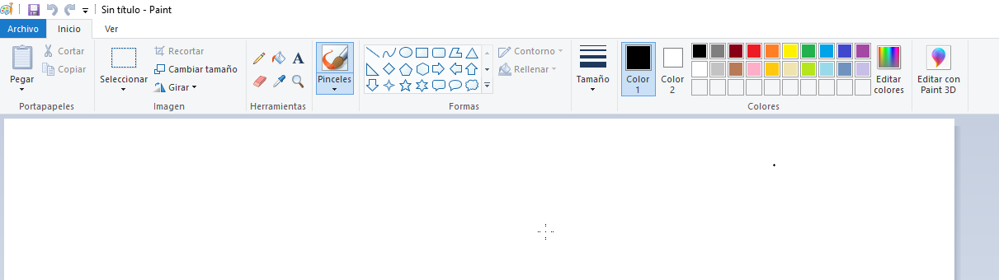 Sin título - Paint
Archivo Inicio Ver
Pegar
Cortar
Copiar
Portapapeles
Seleccionar
Recortar
Cambiar tamaño
Girar
Imagen
A
Herramientas
Pinceles
Contorno
Rellenar
Formas
Tamaño
Color
1
Color
2
Editar
colores
Colores
Editar con
Paint 3D